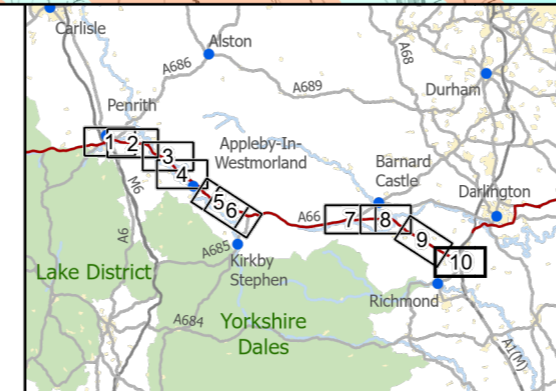 Carlisle
Alston
A686
A689
A68
Durham
Penrith
1
2
3
4
Appleby-In-
Westmorland
Barnard
Castle
Darlington
M6
5
6
A66
7
8
9
10
A6
A685
Kirkby
Stephen
Lake District
Richmond
A684
Yorkshire
Dales
A1(M)